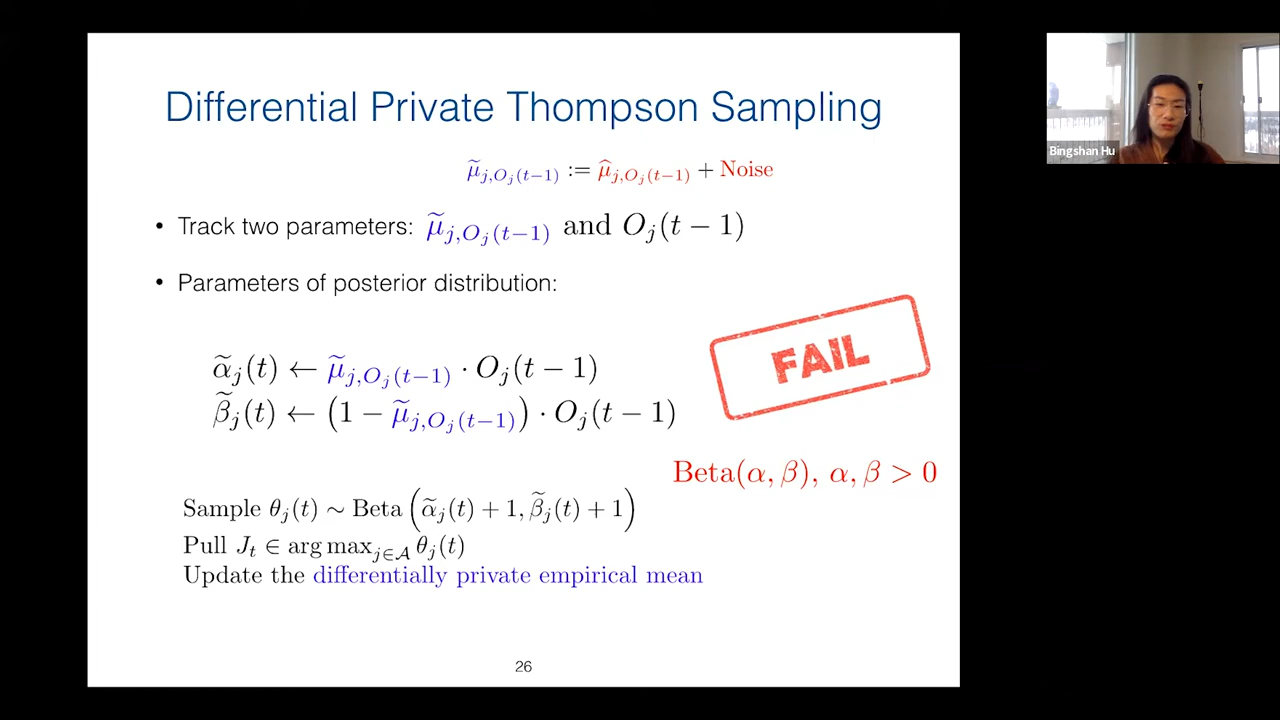 Differential Private Thompson Sampling
μ̃_{j,O_j(t−1)} := μ̂_{j,O_j(t−1)} + Noise
• Track two parameters: μ̃_{j,O_j(t−1)} and O_j(t − 1)
• Parameters of posterior distribution:
α̃_j(t) ← μ̃_{j,O_j(t−1)} · O_j(t − 1)
β̃_j(t) ← (1 − μ̃_{j,O_j(t−1)}) · O_j(t − 1)
FAIL
Beta(α, β), α, β > 0
Sample θ_j(t) ∼ Beta(α̃_j(t) + 1, β̃_j(t) + 1)
Pull J_t ∈ arg max_{j∈𝒜} θ_j(t)
Update the differentially private empirical mean
26
Bingshan Hu